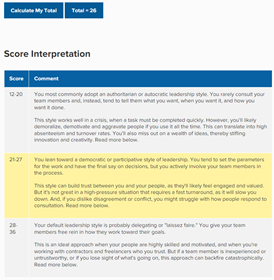 Calculate My Total Total = 26
Score Interpretation
Score Comment
12-20 You most commonly adopt an authoritarian or autocratic leadership style. You rarely consult your
team members and, instead, tend to tell them what you want, when you want it, and how you
want it done.
This style works well in a crisis, when a task must be completed quickly. However, you'll likely
demoralize, demotivate and aggravate people if you use it all the time. This can translate into high
absenteeism and turnover rates. You'll also miss out on a wealth of ideas, thereby stifling
innovation and creativity. Read more below.
21-27 You lean toward a democratic or participative style of leadership. You tend to set the parameters
for the work and have the final say on decisions, but you actively involve your team members in
the process.
This style can build trust between you and your people, as they'll likely feel engaged and valued.
But it's not great in a high-pressure situation that requires a fast turnaround, as it will slow you
down. And, if you dislike disagreement or conflict, you might struggle with how people respond to
consultation. Read more below.
28- Your default leadership style is probably delegating or "laissez faire." You give your team
36 members free rein in how they work toward their goals.
This is an ideal approach when your people are highly skilled and motivated, and when you're
working with contractors and freelancers who you trust. But if a team member is inexperienced or
untrustworthy, or if you lose sight of what's going on, this approach can backfire catastrophically.
Read more below.